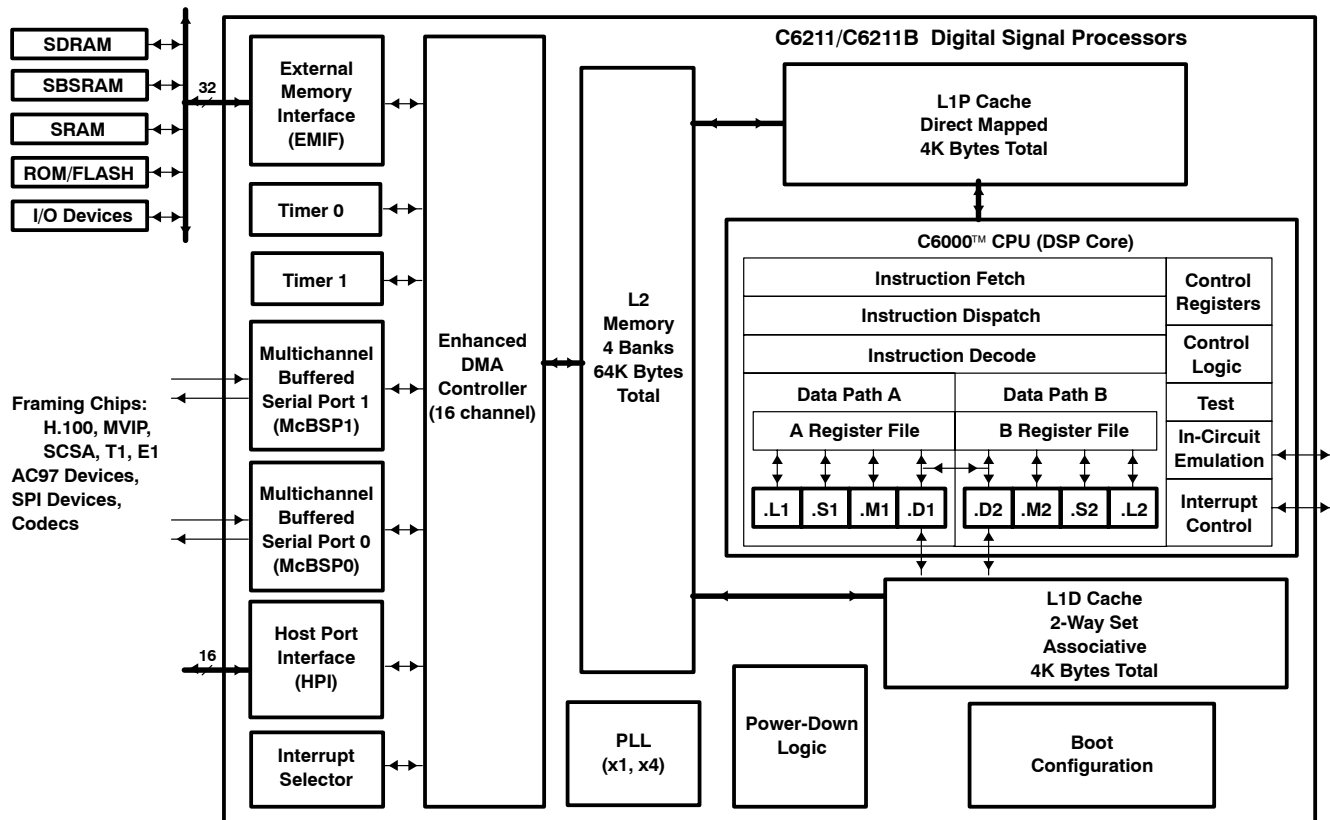 C6211/C6211B Digital Signal Processors
SDRAM
SBSRAM
SRAM
ROM/FLASH
I/O Devices
32
External
Memory
Interface
(EMIF)
Timer 0
Timer 1
Framing Chips:
H.100, MVIP,
SCSA, T1, E1
AC97 Devices,
SPI Devices,
Codecs
Multichannel
Buffered
Serial Port 1
(McBSP1)
Multichannel
Buffered
Serial Port 0
(McBSP0)
16
Host Port
Interface
(HPI)
Interrupt
Selector
Enhanced
DMA
Controller
(16 channel)
L2
Memory
4 Banks
64K Bytes
Total
PLL
(x1, x4)
L1P Cache
Direct Mapped
4K Bytes Total
C6000™ CPU (DSP Core)
Instruction Fetch
Instruction Dispatch
Instruction Decode
Data Path A
Data Path B
A Register File
B Register File
.L1
.S1
.M1
.D1
.D2
.M2
.S2
.L2
Control
Registers
Control
Logic
Test
In-Circuit
Emulation
Interrupt
Control
L1D Cache
2-Way Set
Associative
4K Bytes Total
Power-Down
Logic
Boot
Configuration